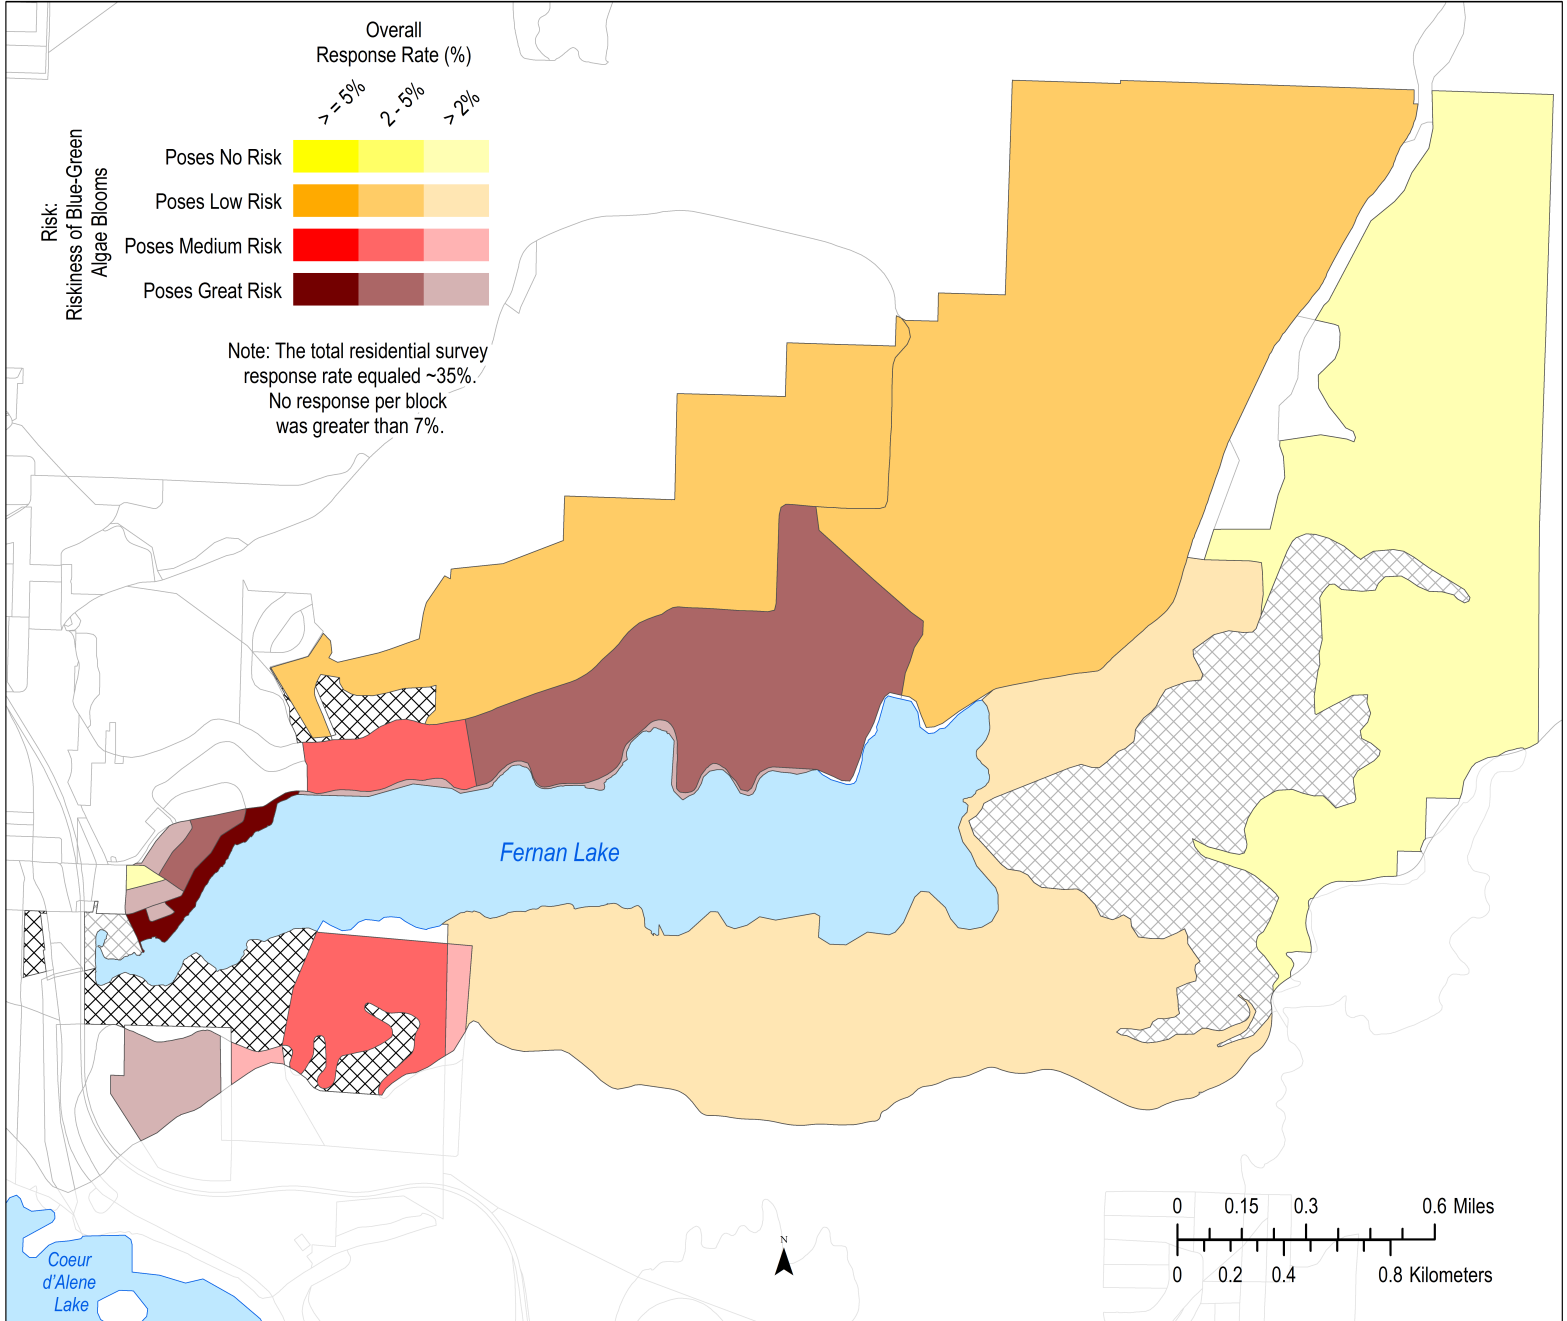 Overall
Response Rate (%)
> = 5%
2 - 5%
> 2%
Risk:
Riskiness of Blue-Green
Algae Blooms
Poses No Risk
Poses Low Risk
Poses Medium Risk
Poses Great Risk
Note: The total residential survey
response rate equaled ~35%.
No response per block
was greater than 7%.
Fernan Lake
Coeur
d'Alene
Lake
N
0 0.15 0.3 0.6 Miles
0 0.2 0.4 0.8 Kilometers